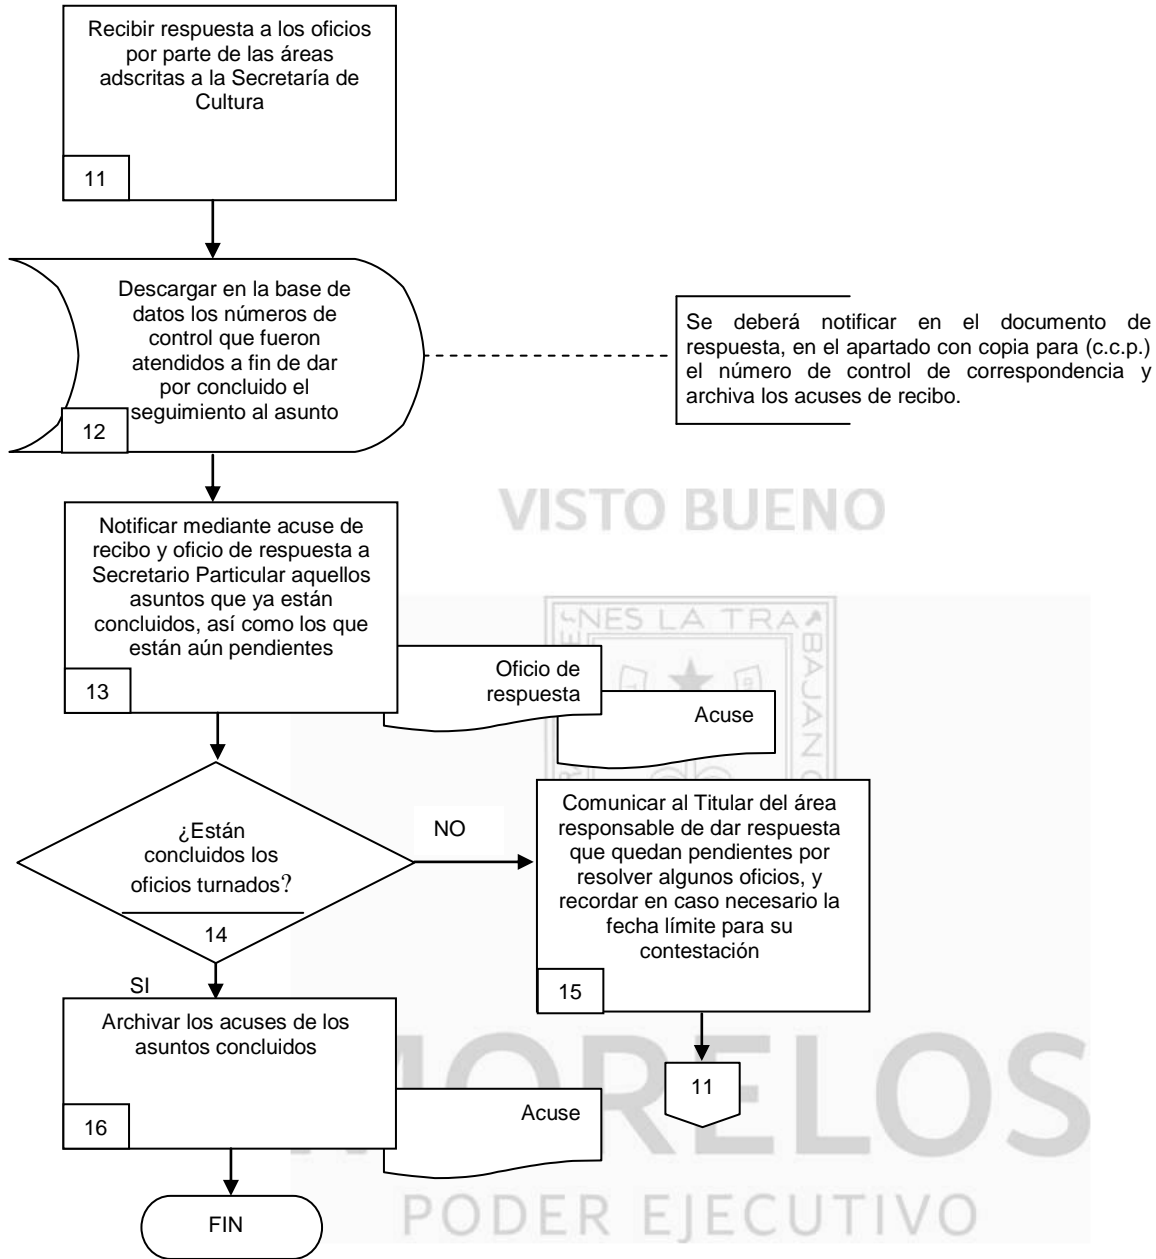 Recibir respuesta a los oficios
por parte de las áreas
adscritas a la Secretaría de
Cultura
11
Descargar en la base de
datos los números de
control que fueron
atendidos a fin de dar
por concluido el
seguimiento al asunto
12
Se deberá notificar en el documento de
respuesta, en el apartado con copia para (c.c.p.)
el número de control de correspondencia y
archiva los acuses de recibo.
VISTO BUENO
Notificar mediante acuse de
recibo y oficio de respuesta a
Secretario Particular aquellos
asuntos que ya están
concluidos, así como los que
están aún pendientes
13
Oficio de
respuesta
Acuse
NES LA TRA
BAJAN
¿Están
concluidos los
oficios turnados?
14
NO
SI
Comunicar al Titular del área
responsable de dar respuesta
que quedan pendientes por
resolver algunos oficios, y
recordar en caso necesario la
fecha límite para su
contestación
15
11
Archivar los acuses de los
asuntos concluidos
16
Acuse
FIN
MORELOS
PODER EJECUTIVO